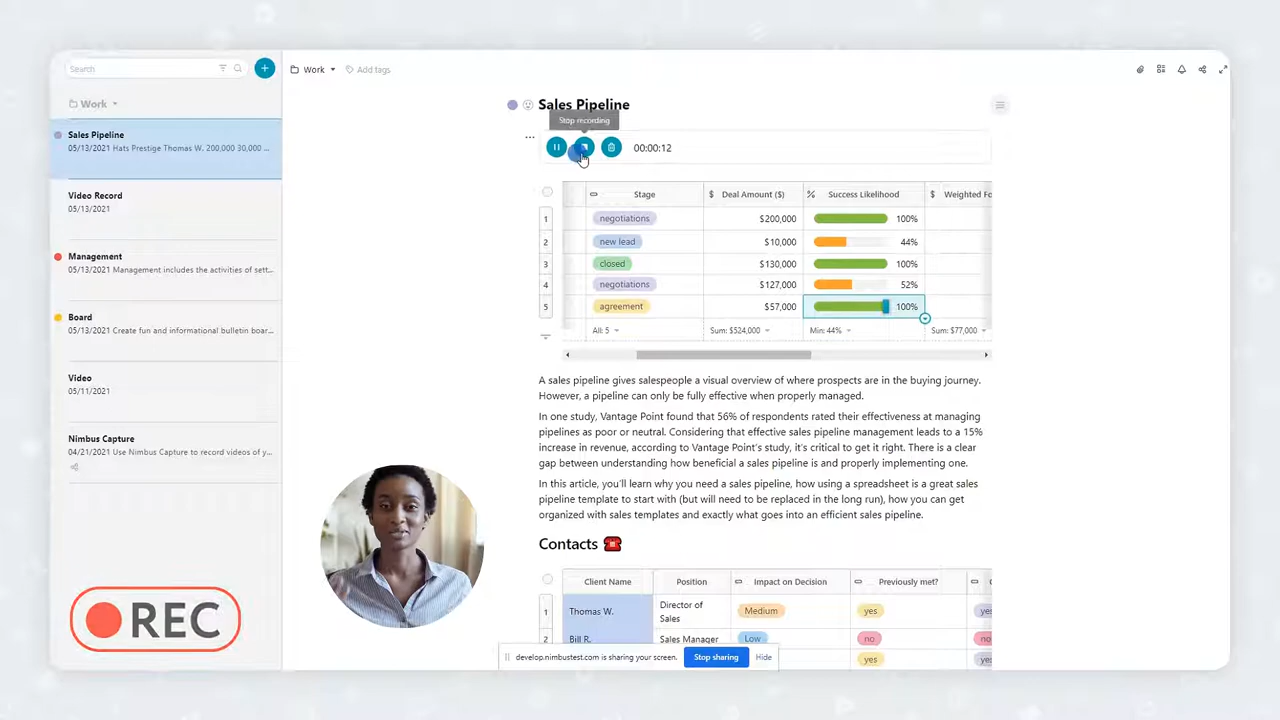 Search
Work
Add tags
Work
Sales Pipeline
05/13/2021 Hats Prestige Thomas W. 200,000 30,000 ...
Video Record
05/13/2021
Management
05/13/2021 Management includes the activities of sett...
Board
05/13/2021 Create fun and informational bulletin boar...
Video
05/11/2021
Nimbus Capture
04/21/2021 Use Nimbus Capture to record videos of y...
REC
Sales Pipeline
Stop recording
00:00:12
Stage $ Deal Amount ($) % Success Likelihood $ Weighted Fo
1 negotiations $200,000 100%
2 new lead $10,000 44%
3 closed $130,000 100%
4 negotiations $127,000 52%
5 agreement $57,000 100%
All: 5 Sum: $524,000 Min: 44% Sum: $77,000
A sales pipeline gives salespeople a visual overview of where prospects are in the buying journey.
However, a pipeline can only be fully effective when properly managed.
In one study, Vantage Point found that 56% of respondents rated their effectiveness at managing
pipelines as poor or neutral. Considering that effective sales pipeline management leads to a 15%
increase in revenue, according to Vantage Point's study, it's critical to get it right. There is a clear
gap between understanding how beneficial a sales pipeline is and properly implementing one.
In this article, you'll learn why you need a sales pipeline, how using a spreadsheet is a great sales
pipeline template to start with (but will need to be replaced in the long run), how you can get
organized with sales templates and exactly what goes into an efficient sales pipeline.
Contacts
Client Name Position Impact on Decision Previously met?
1 Thomas W. Director of Sales Medium yes yes
2 Bill R. Sales Manager Low no no
yes yes
develop.nimbustest.com is sharing your screen. Stop sharing Hide